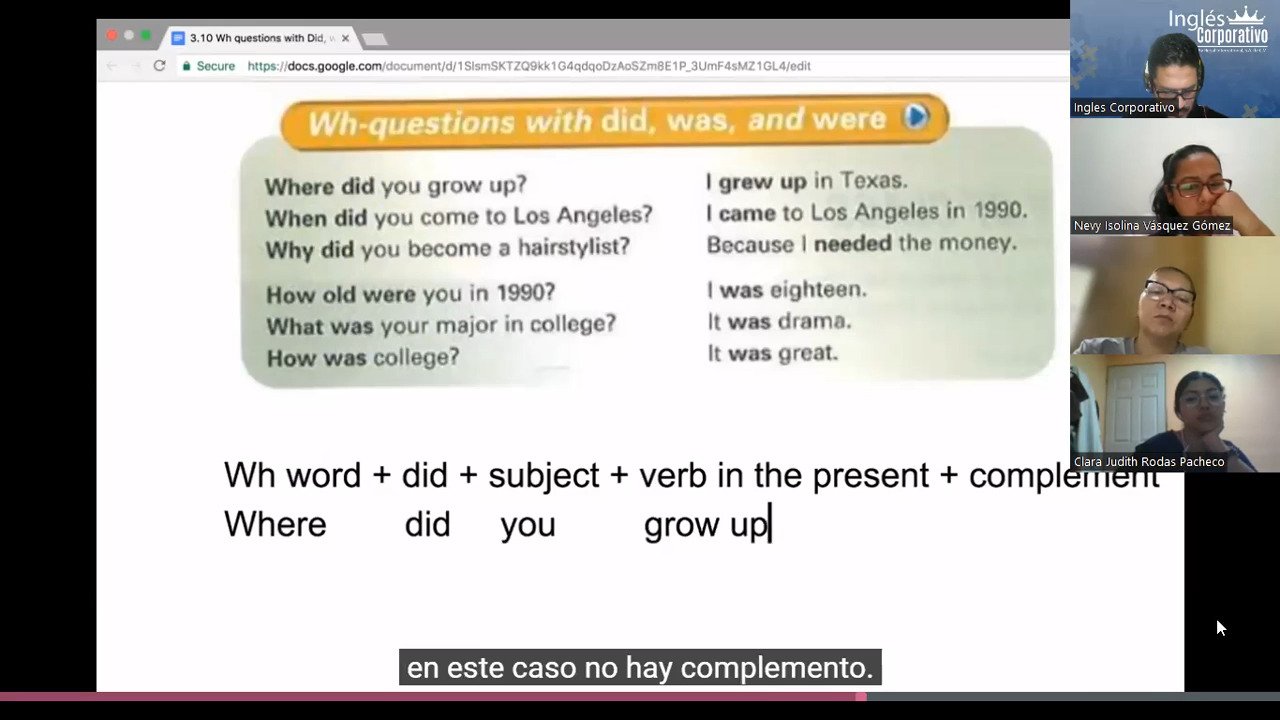 3.10 Wh questions with Did, w
Secure https://docs.google.com/document/d/1SlsmSKTZQ9kk1G4qdqoDzAoSZm8E1P_3UmF4sMZ1GL4/edit
Wh-questions with did, was, and were
Where did you grow up? I grew up in Texas.
When did you come to Los Angeles? I came to Los Angeles in 1990.
Why did you become a hairstylist? Because I needed the money.
How old were you in 1990? I was eighteen.
What was your major in college? It was drama.
How was college? It was great.
Wh word + did + subject + verb in the present + complement
Where did you grow up
en este caso no hay complemento.
Inglés
Corporativo
Ingles Corporativo
Nevy Isolina Vásquez Gómez
Clara Judith Rodas Pacheco